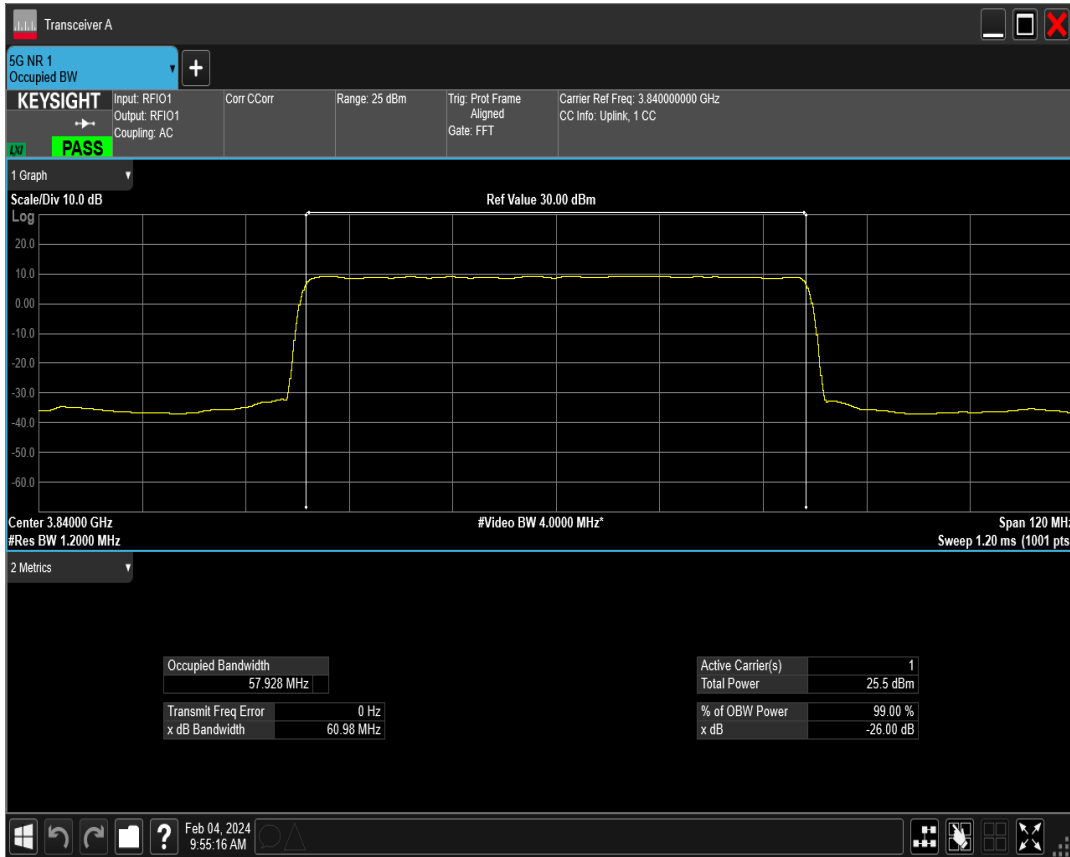 Transceiver A
5G NR 1
Occupied BW
KEYSIGHT
LXI
PASS
Input: RFIO1
Output: RFIO1
Coupling: AC
Corr CCorr
Range: 25 dBm
Trig: Prot Frame
Aligned
Gate: FFT
Carrier Ref Freq: 3.840000000 GHz
CC Info: Uplink, 1 CC
1 Graph
Scale/Div 10.0 dB
Ref Value 30.00 dBm
Log
20.0
10.0
0.00
-10.0
-20.0
-30.0
-40.0
-50.0
-60.0
Center 3.84000 GHz
#Video BW 4.0000 MHz*
Span 120 MHz
#Res BW 1.2000 MHz
Sweep 1.20 ms (1001 pts
2 Metrics
Occupied Bandwidth
57.928 MHz
Transmit Freq Error 0 Hz
x dB Bandwidth 60.98 MHz
Active Carrier(s) 1
Total Power 25.5 dBm
% of OBW Power 99.00 %
x dB -26.00 dB
?
Feb 04, 2024
9:55:16 AM